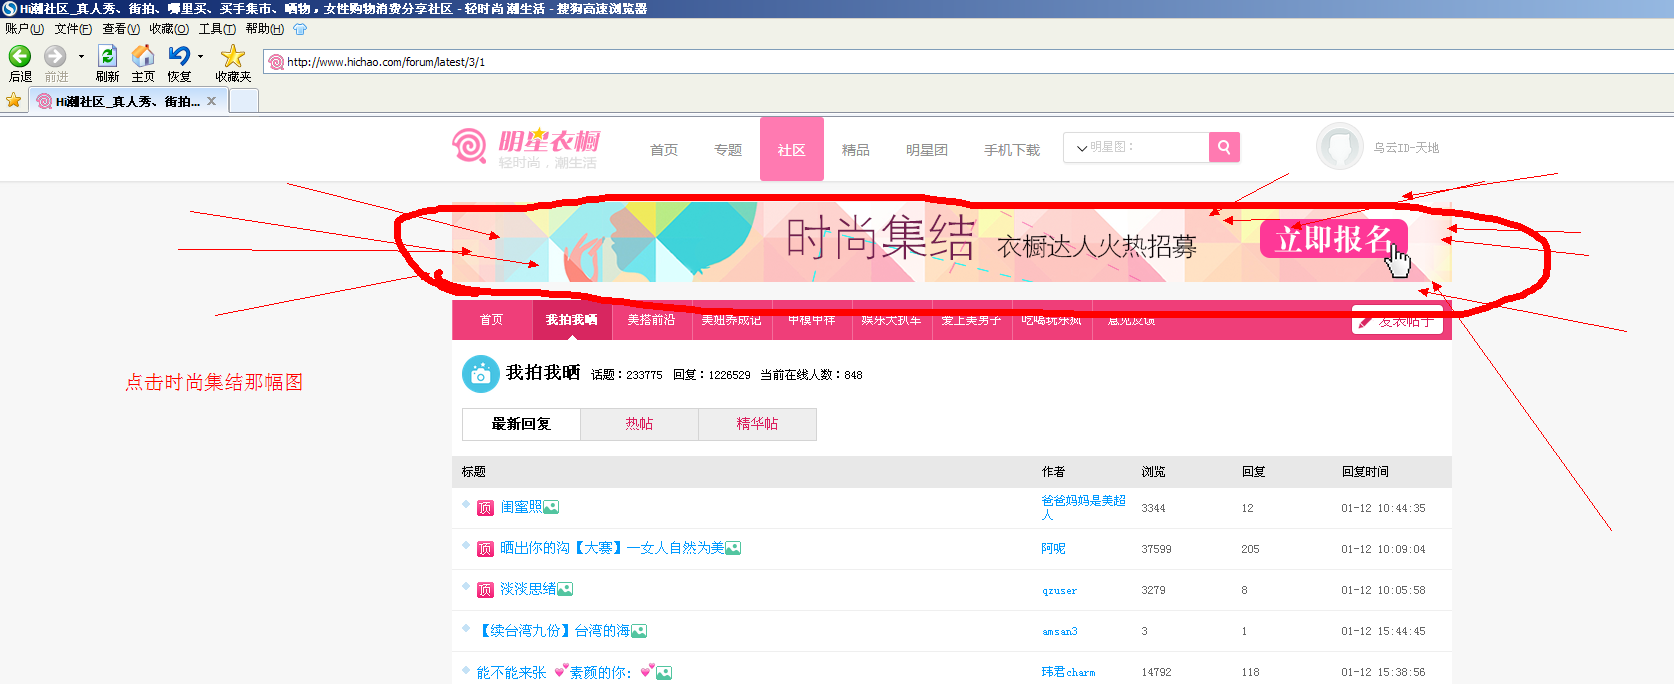 Hi潮社区_真人秀、街拍、哪里买、买手集市、晒物，女性购物消费分享社区 - 轻时尚 潮生活 - 搜狗高速浏览器
账户(U) 文件(F) 查看(V) 收藏(O) 工具(T) 帮助(H)
后退 前进 刷新 主页 恢复 收藏夹 http://www.hichao.com/forum/latest/3/1
Hi潮社区_真人秀、街拍... x
明星衣橱
轻时尚，潮生活
首页 专题 社区 精品 明星团 手机下载 明星图： 乌云ID-天地
时尚集结 衣橱达人火热招募 立即报名
首页 我拍我晒 美搭前沿 美妞养成记 中模中样 娱乐大扒车 爱上美男子 吃喝玩乐疯 意见反馈 发表帖子
点击时尚集结那幅图
我拍我晒 话题：233775 回复：1226529 当前在线人数：848
最新回复 热帖 精华帖
标题 作者 浏览 回复 回复时间
顶 闺蜜照 爸爸妈妈是美超人 3344 12 01-12 10:44:35
顶 晒出你的沟【大寨】一女人自然为美 阿呢 37599 205 01-12 10:09:04
顶 淡淡思绪 qzuser 3279 8 01-12 10:05:58
【续台湾九份】台湾的海 amsan3 3 1 01-12 15:44:45
能不能来张 💕素颜的你：💕 玮君charm 14792 118 01-12 15:38:56